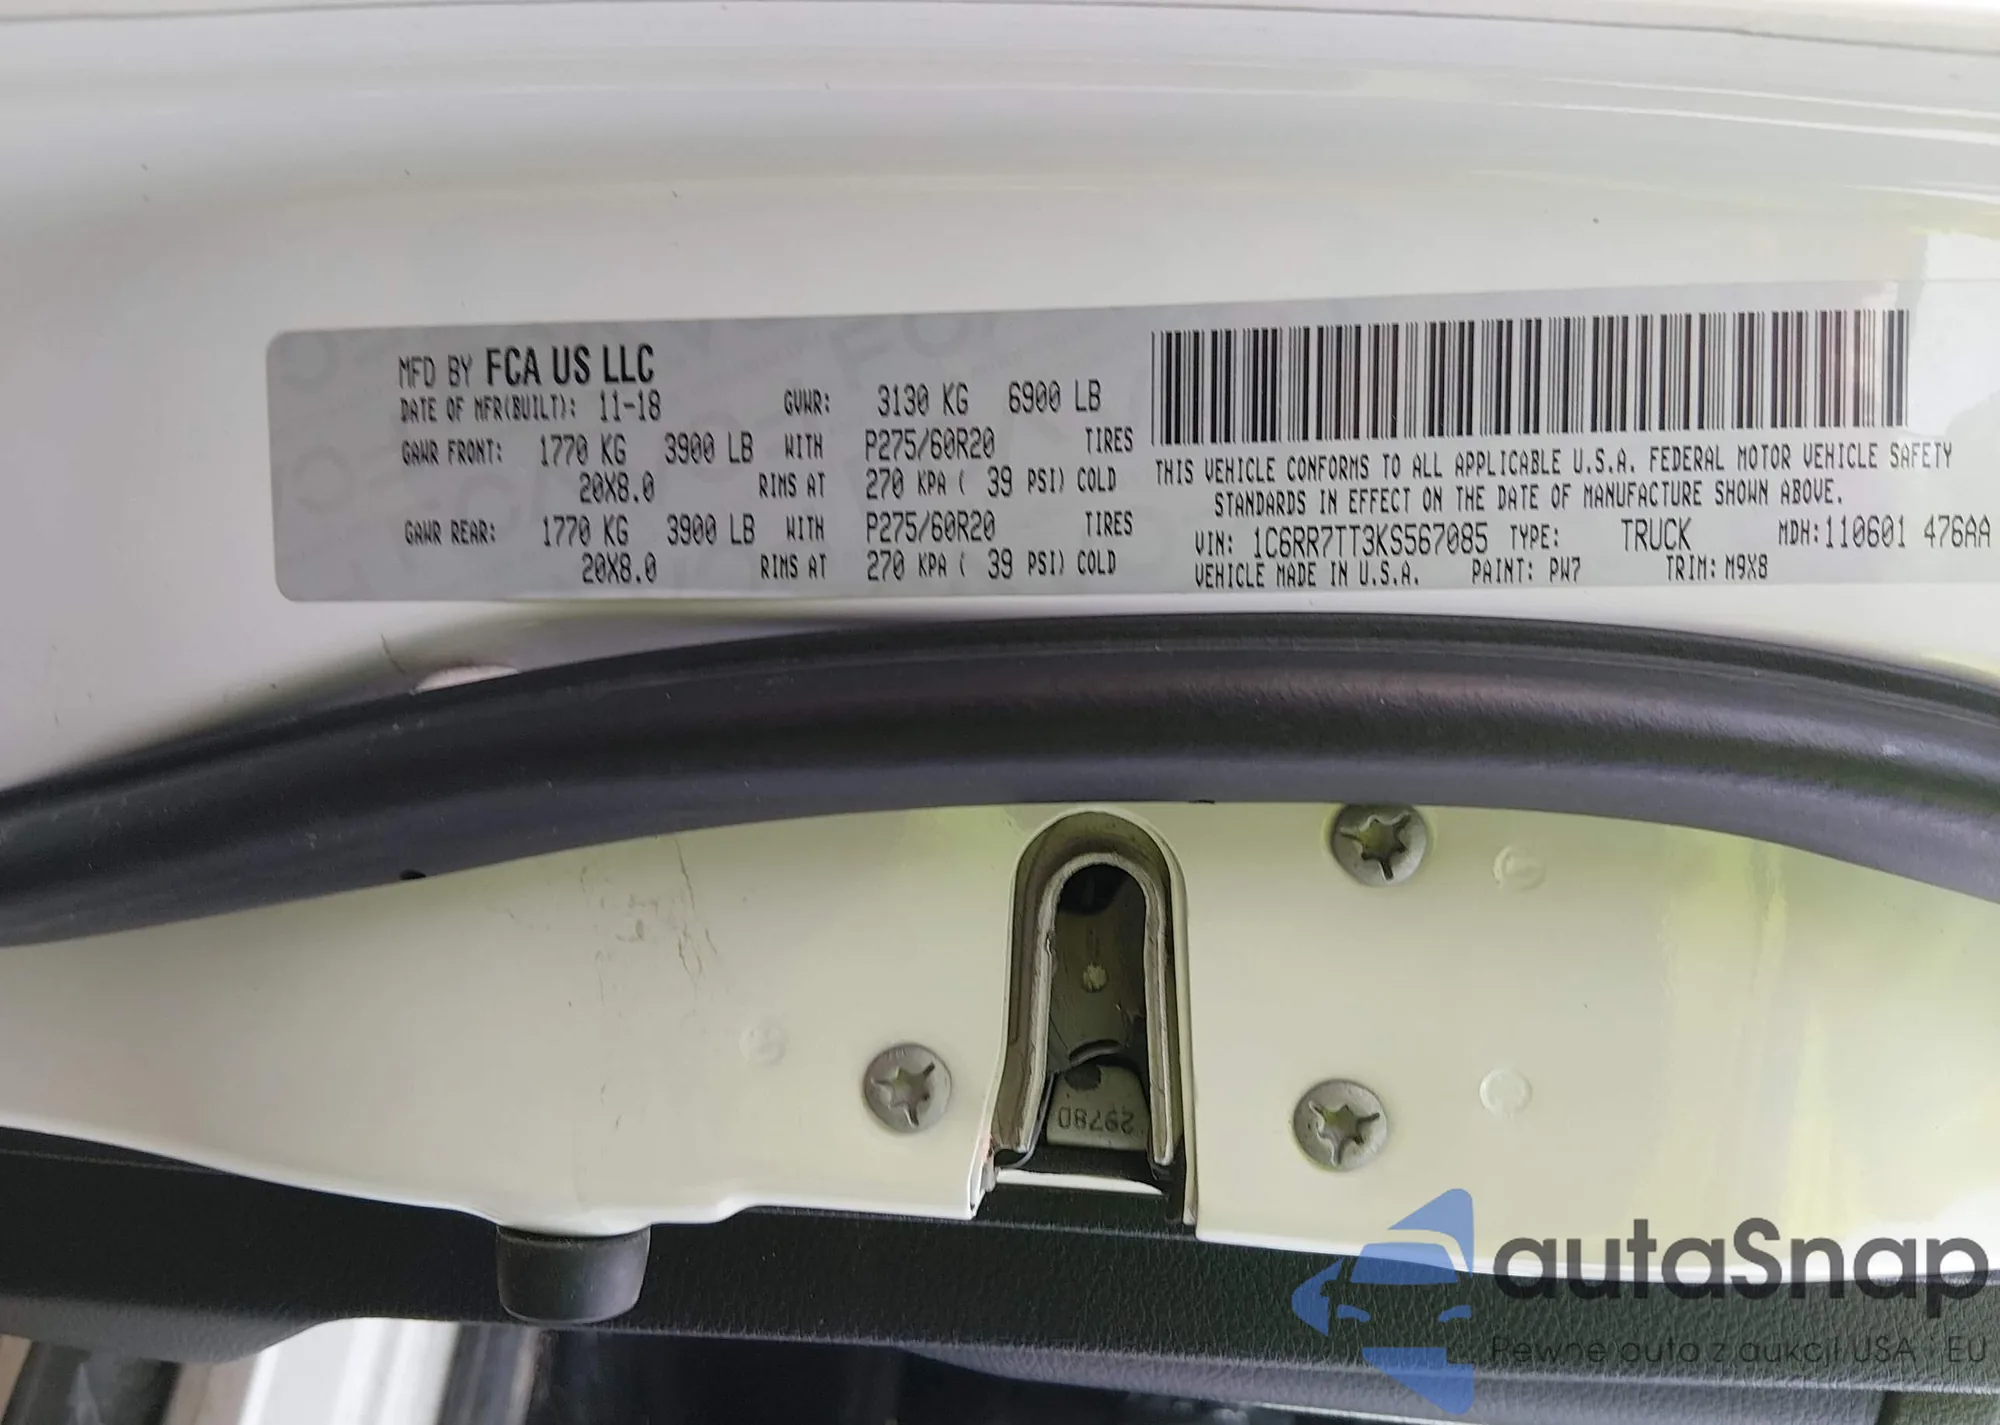 MFD BY FCA US LLC
DATE OF MFR(BUILT): 11-18 GVWR: 3130 KG 6900 LB
GAWR FRONT: 1770 KG 3900 LB WITH P275/60R20 TIRES
20X8.0 RIMS AT 270 KPA ( 39 PSI) COLD
GAWR REAR: 1770 KG 3900 LB WITH P275/60R20 TIRES
20X8.0 RIMS AT 270 KPA ( 39 PSI) COLD
THIS VEHICLE CONFORMS TO ALL APPLICABLE U.S.A. FEDERAL MOTOR VEHICLE SAFETY
STANDARDS IN EFFECT ON THE DATE OF MANUFACTURE SHOWN ABOVE.
VIN: 1C6RR7TT3KS567085 TYPE: TRUCK MDH:110601 476AA
VEHICLE MADE IN U.S.A. PAINT: PW7 TRIM: M9X8
29780
autaSnap
Pewne auta z aukcji USA i EU